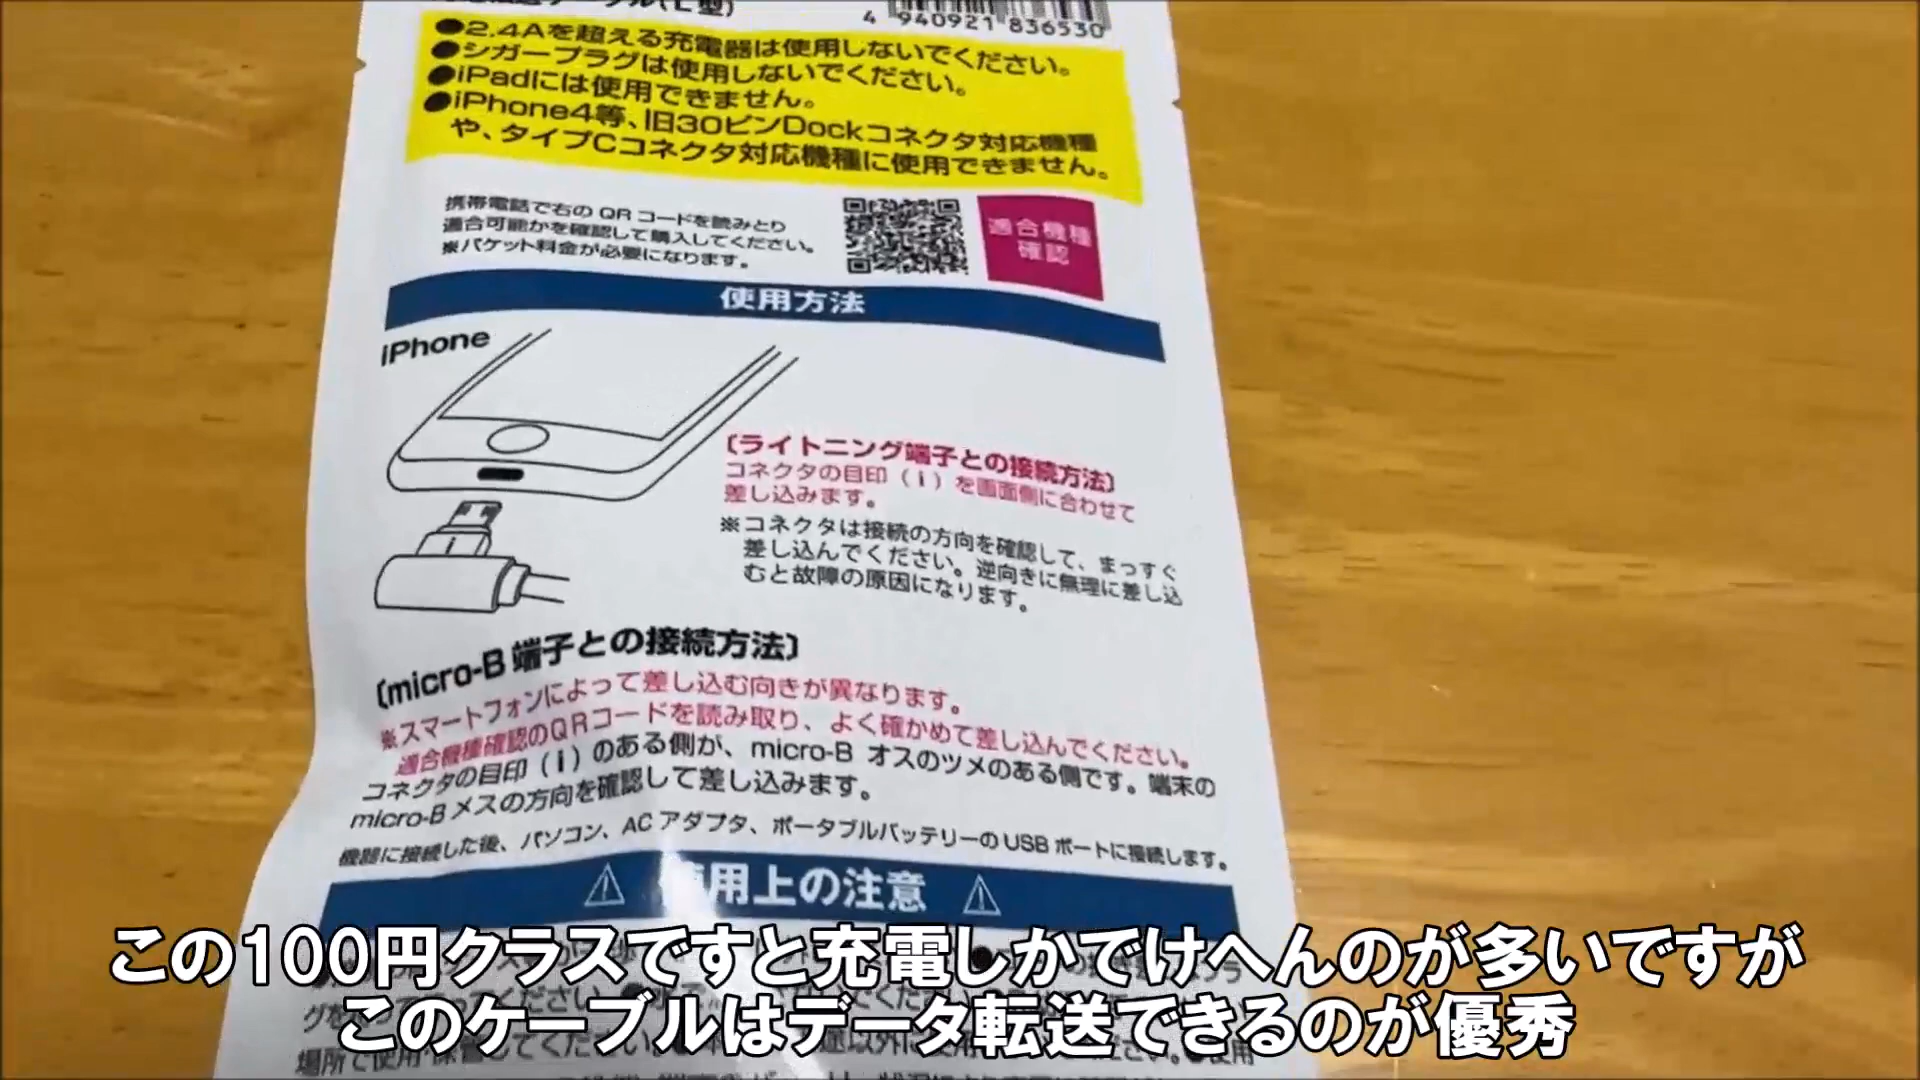 4 940921 836530
●2.4Aを超える充電器は使用しないでください。
●シガープラグは使用しないでください。
●iPadには使用できません。
●iPhone4等、旧30ピンDockコネクタ対応機種
や、タイプCコネクタ対応機種に使用できません。
携帯電話で右のQRコードを読みとり
適合可能かを確認して購入してください。
※パケット料金が必要になります。
適合機種
確認
使用方法
iPhone
〔ライトニング端子との接続方法〕
コネクタの目印（i）を画面側に合わせて
差し込みます。
※コネクタは接続の方向を確認して、まっすぐ
差し込んでください。逆向きに無理に差し込
むと故障の原因になります。
〔micro-B端子との接続方法〕
※スマートフォンによって差し込む向きが異なります。
適合機種確認のQRコードを読み取り、よく確かめて差し込んでください。
コネクタの目印（i）のある側が、micro-B オスのツメのある側です。端末の
micro-Bメスの方向を確認して差し込みます。
機器に接続した後、パソコン、ACアダプタ、ポータブルバッテリーのUSBポートに接続します。
使用上の注意
この100円クラスですと充電しかでけへんのが多いですが
このケーブルはデータ転送できるのが優秀